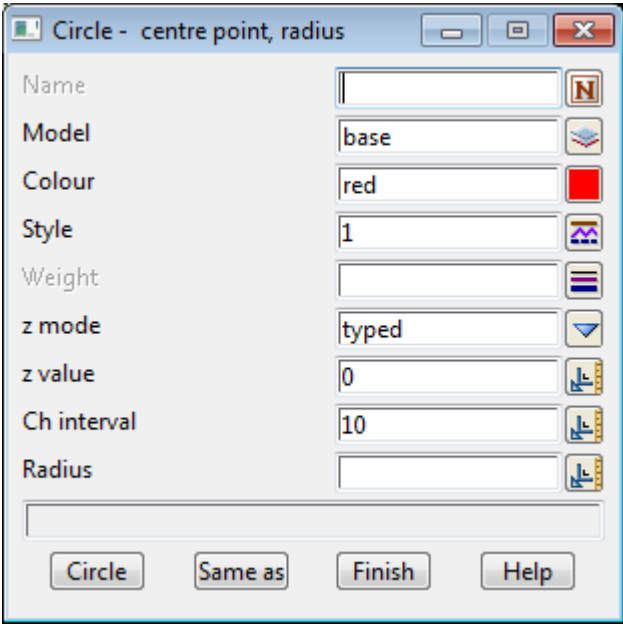 Circle - centre point, radius
Name N
Model base
Colour red
Style 1
Weight
z mode typed
z value 0
Ch interval 10
Radius
Circle Same as Finish Help